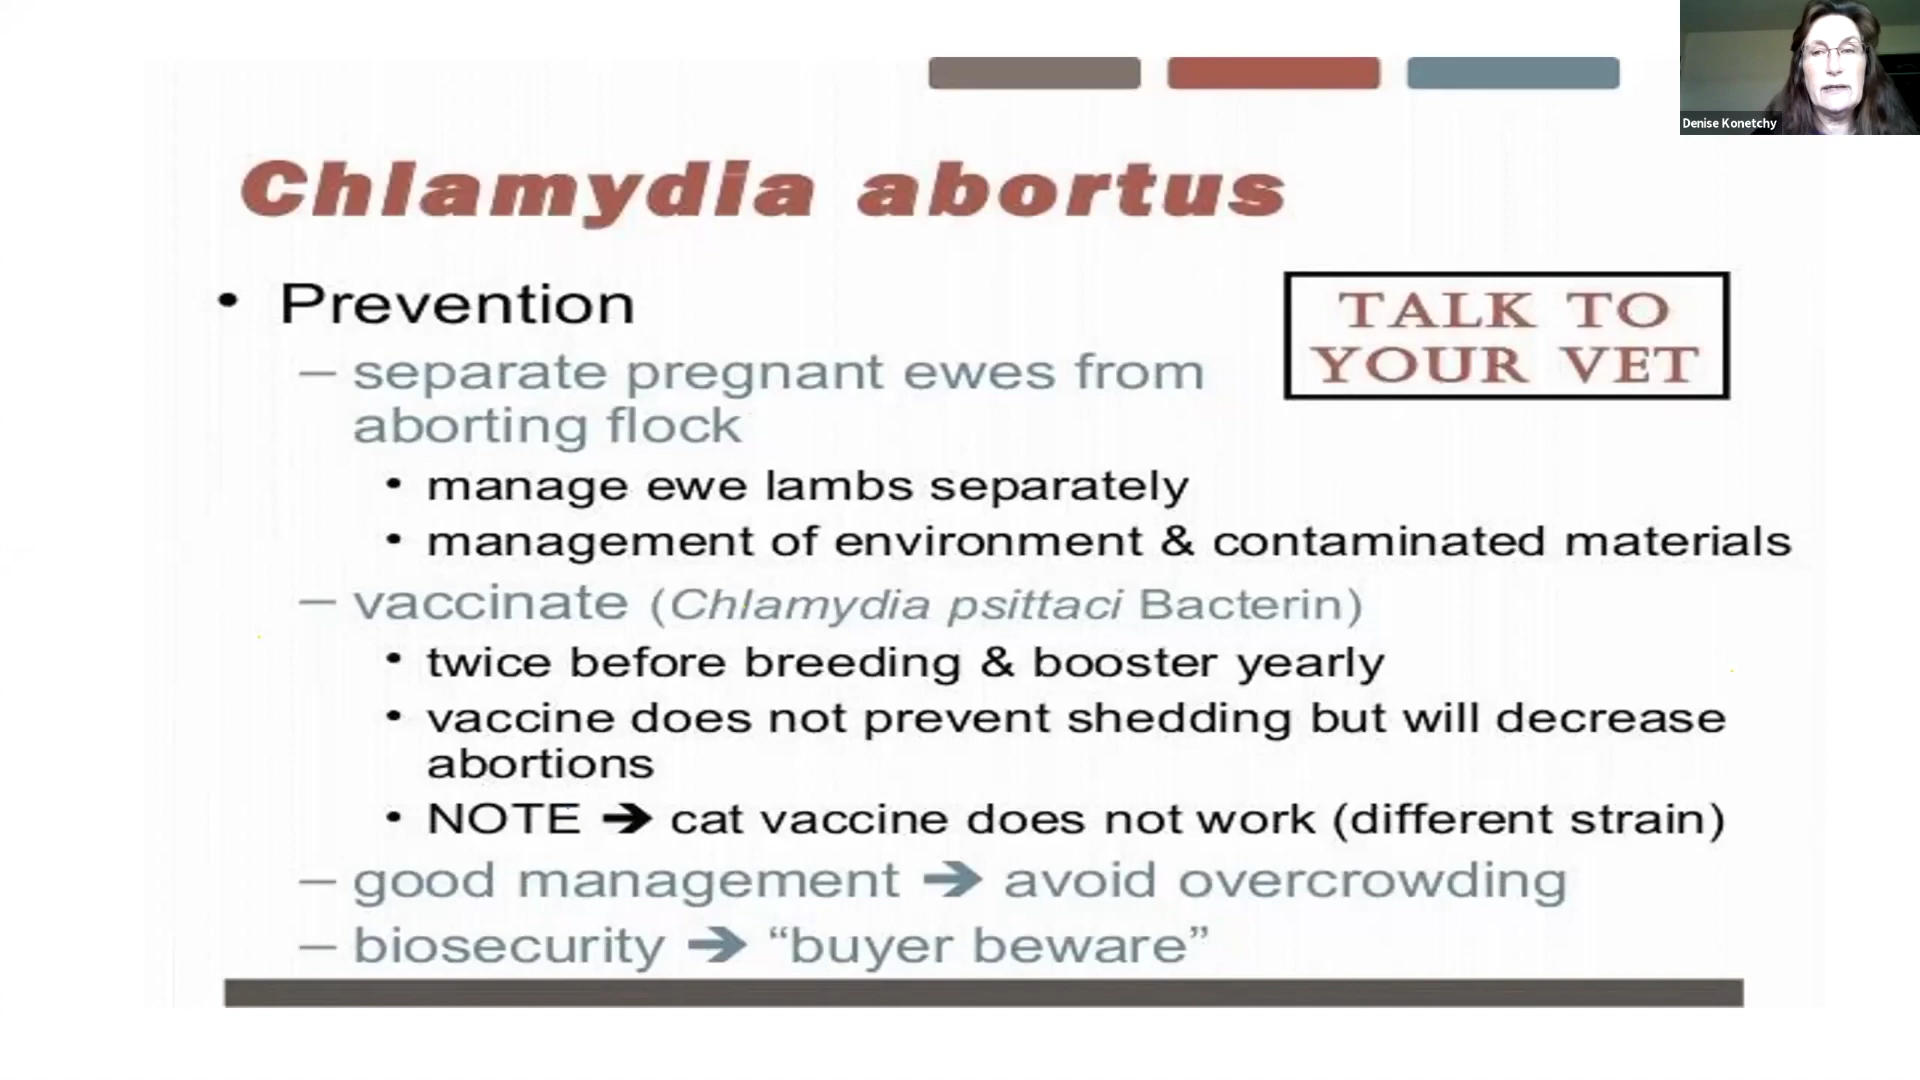 Denise Konetchy
Chlamydia abortus
• Prevention
TALK TO
YOUR VET
– separate pregnant ewes from
aborting flock
• manage ewe lambs separately
• management of environment & contaminated materials
– vaccinate (Chlamydia psittaci Bacterin)
• twice before breeding & booster yearly
• vaccine does not prevent shedding but will decrease
abortions
• NOTE ➔ cat vaccine does not work (different strain)
– good management ➔ avoid overcrowding
– biosecurity ➔ “buyer beware”